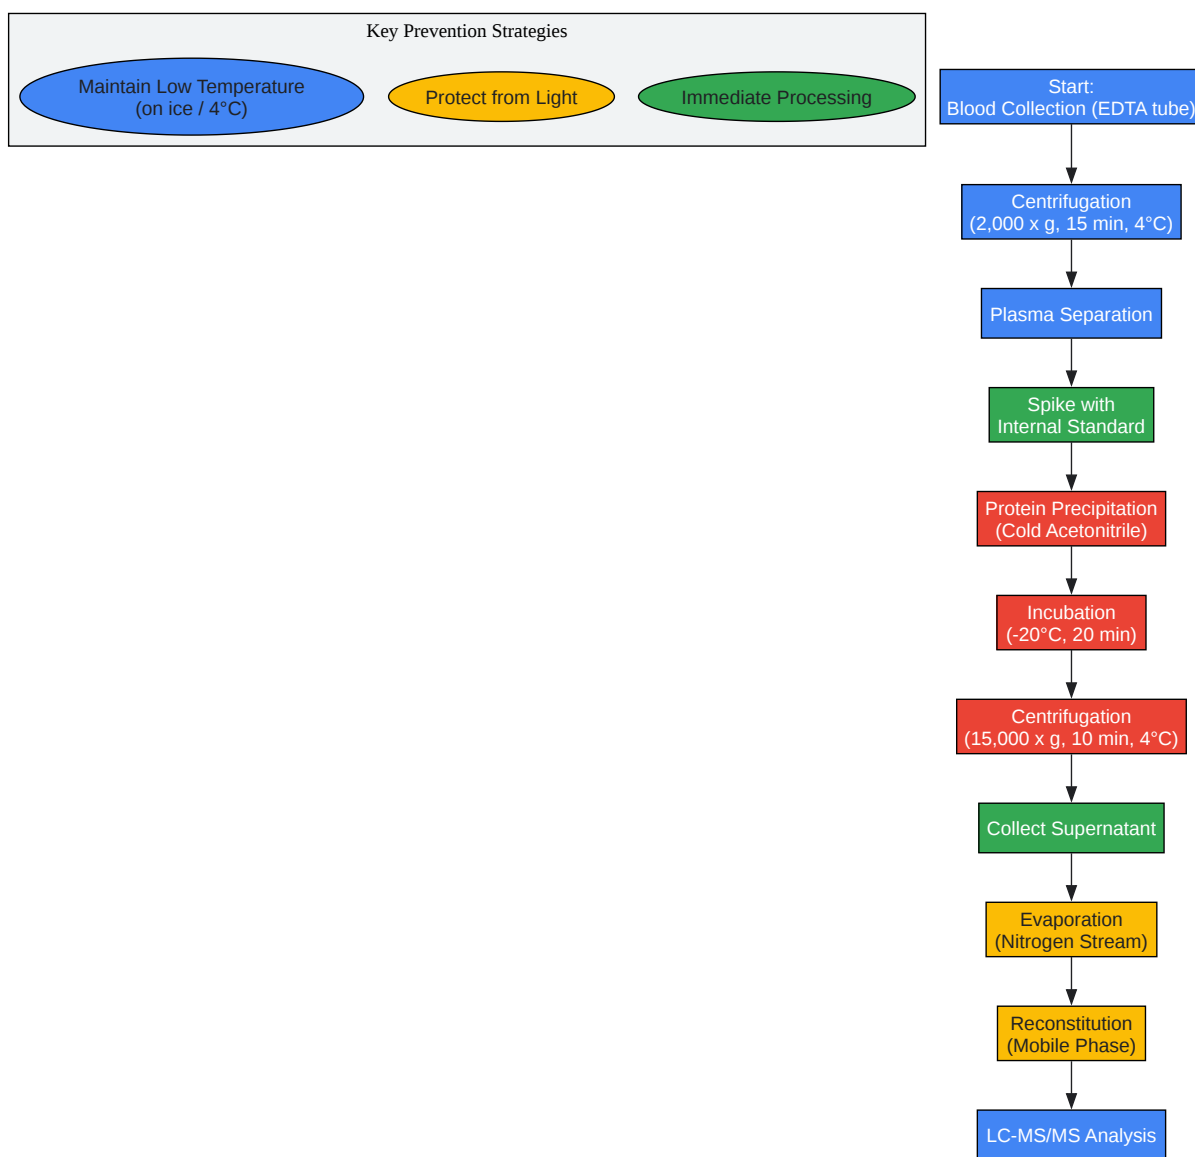 Key Prevention Strategies
Maintain Low Temperature
(on ice / 4°C)
Protect from Light
Immediate Processing
Start:
Blood Collection (EDTA tube)
Centrifugation
(2,000 x g, 15 min, 4°C)
Plasma Separation
Spike with
Internal Standard
Protein Precipitation
(Cold Acetonitrile)
Incubation
(-20°C, 20 min)
Centrifugation
(15,000 x g, 10 min, 4°C)
Collect Supernatant
Evaporation
(Nitrogen Stream)
Reconstitution
(Mobile Phase)
LC-MS/MS Analysis